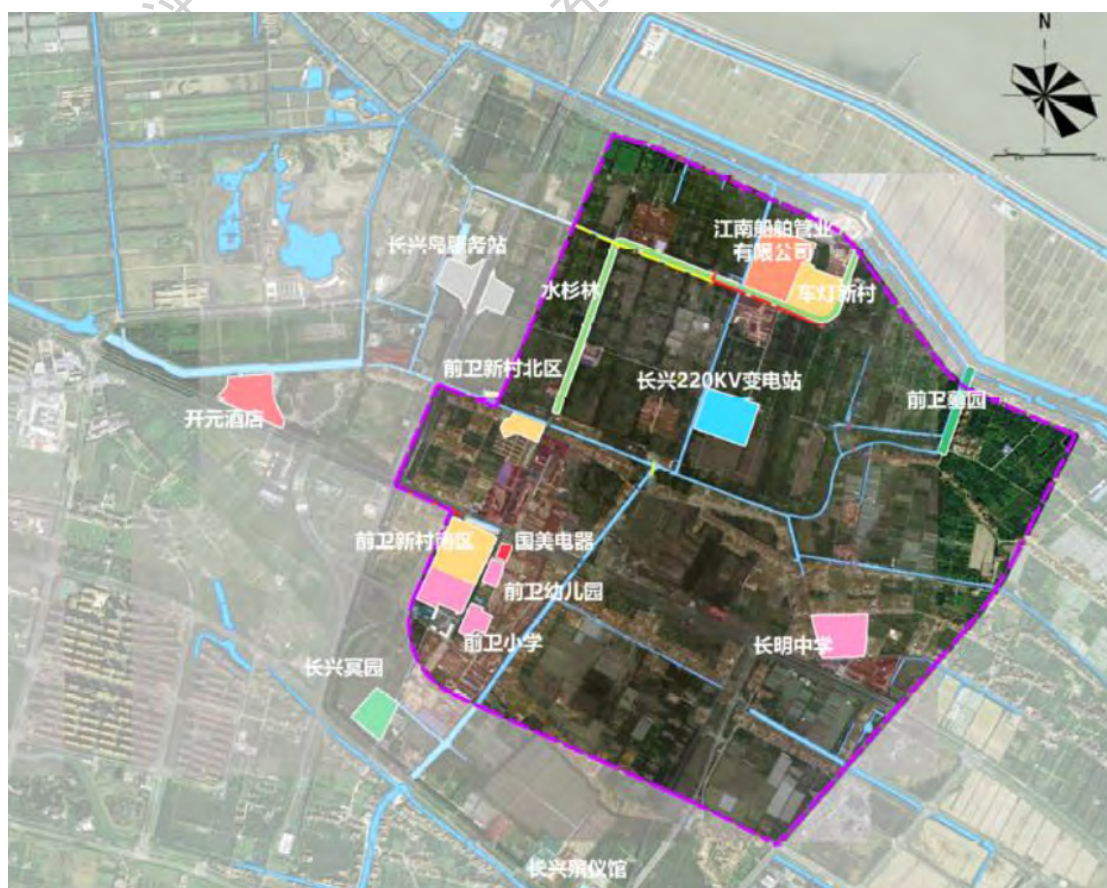 N
江南船舶管业
有限公司
长兴岛服务站
水杉林
车灯新村
前卫新村北区
长兴220KV变电站
前卫墓园
开元酒店
前卫新村南区
国美电器
前卫幼儿园
前卫小学
长明中学
长兴冥园
长兴殡仪馆